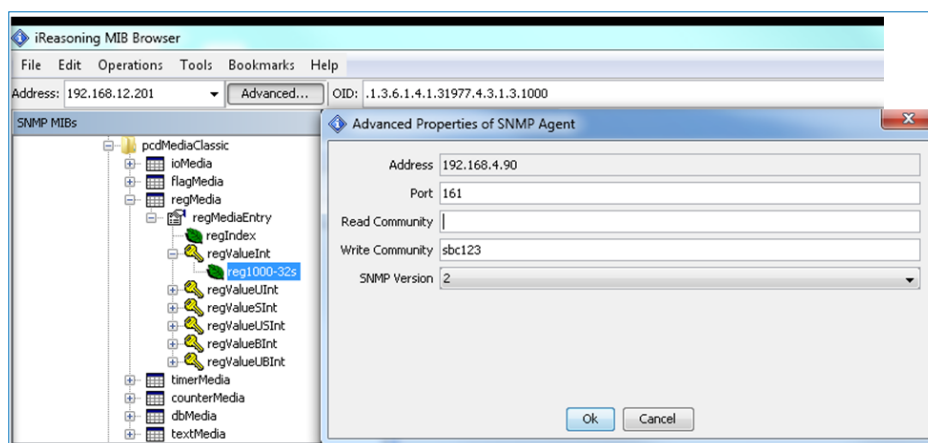 iReasoning MIB Browser
File Edit Operations Tools Bookmarks Help
Address: 192.168.12.201 Advanced... OID: .1.3.6.1.4.1.31977.4.3.1.3.1000
SNMP MIBs
pcdMediaClassic
ioMedia
flagMedia
regMedia
regMediaEntry
regIndex
regValueInt
reg1000-32s
regValueUInt
regValueSInt
regValueUSInt
regValueBInt
regValueUBInt
timerMedia
counterMedia
dbMedia
textMedia
Advanced Properties of SNMP Agent
Address 192.168.4.90
Port 161
Read Community
Write Community sbc123
SNMP Version 2
Ok Cancel